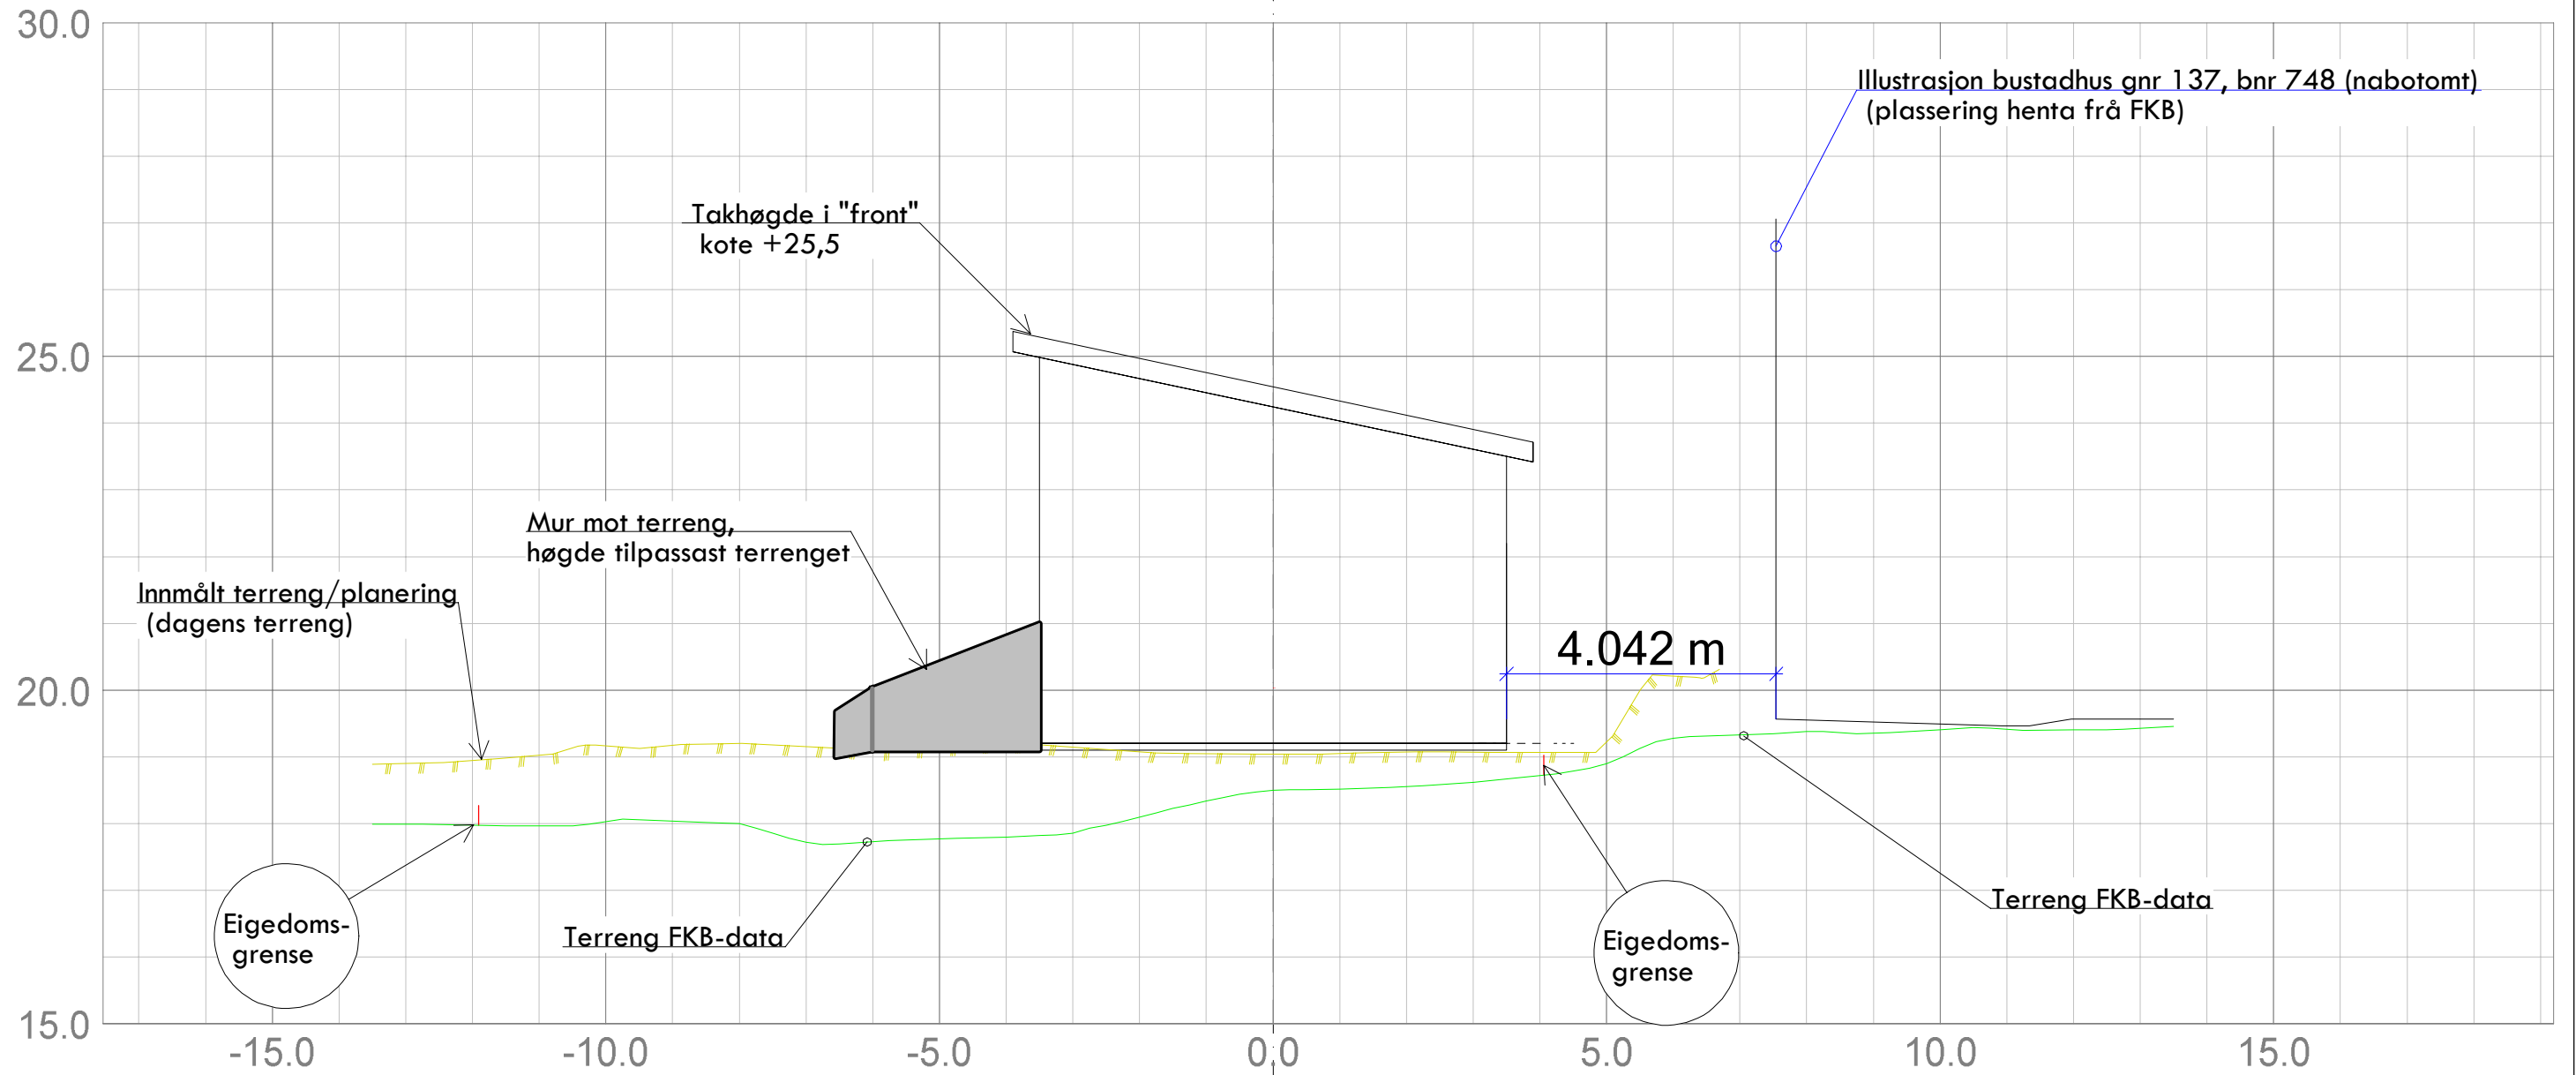 30.0
Illustrasjon bustadhus gnr 137, bnr 748 (nabotomt)
(plassering henta frå FKB)
Takhøgde i "front"
kote +25,5
25.0
Mur mot terreng,
høgde tilpassast terrenget
Innmålt terreng/planering
(dagens terreng)
4.042 m
20.0
Eigedoms-
grense
Terreng FKB-data
Eigedoms-
grense
Terreng FKB-data
15.0
-15.0 -10.0 -5.0 0.0 5.0 10.0 15.0